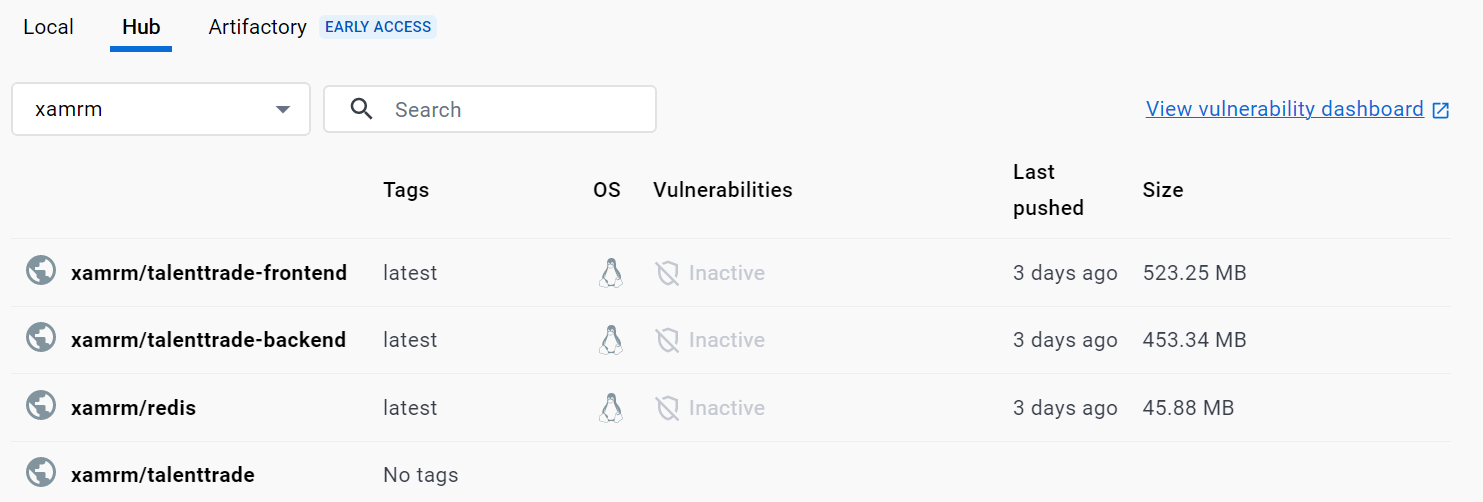 Local Hub Artifactory EARLY ACCESS
xamrm Search View vulnerability dashboard
Tags OS Vulnerabilities Last pushed Size
xamrm/talenttrade-frontend latest Inactive 3 days ago 523.25 MB
xamrm/talenttrade-backend latest Inactive 3 days ago 453.34 MB
xamrm/redis latest Inactive 3 days ago 45.88 MB
xamrm/talenttrade No tags